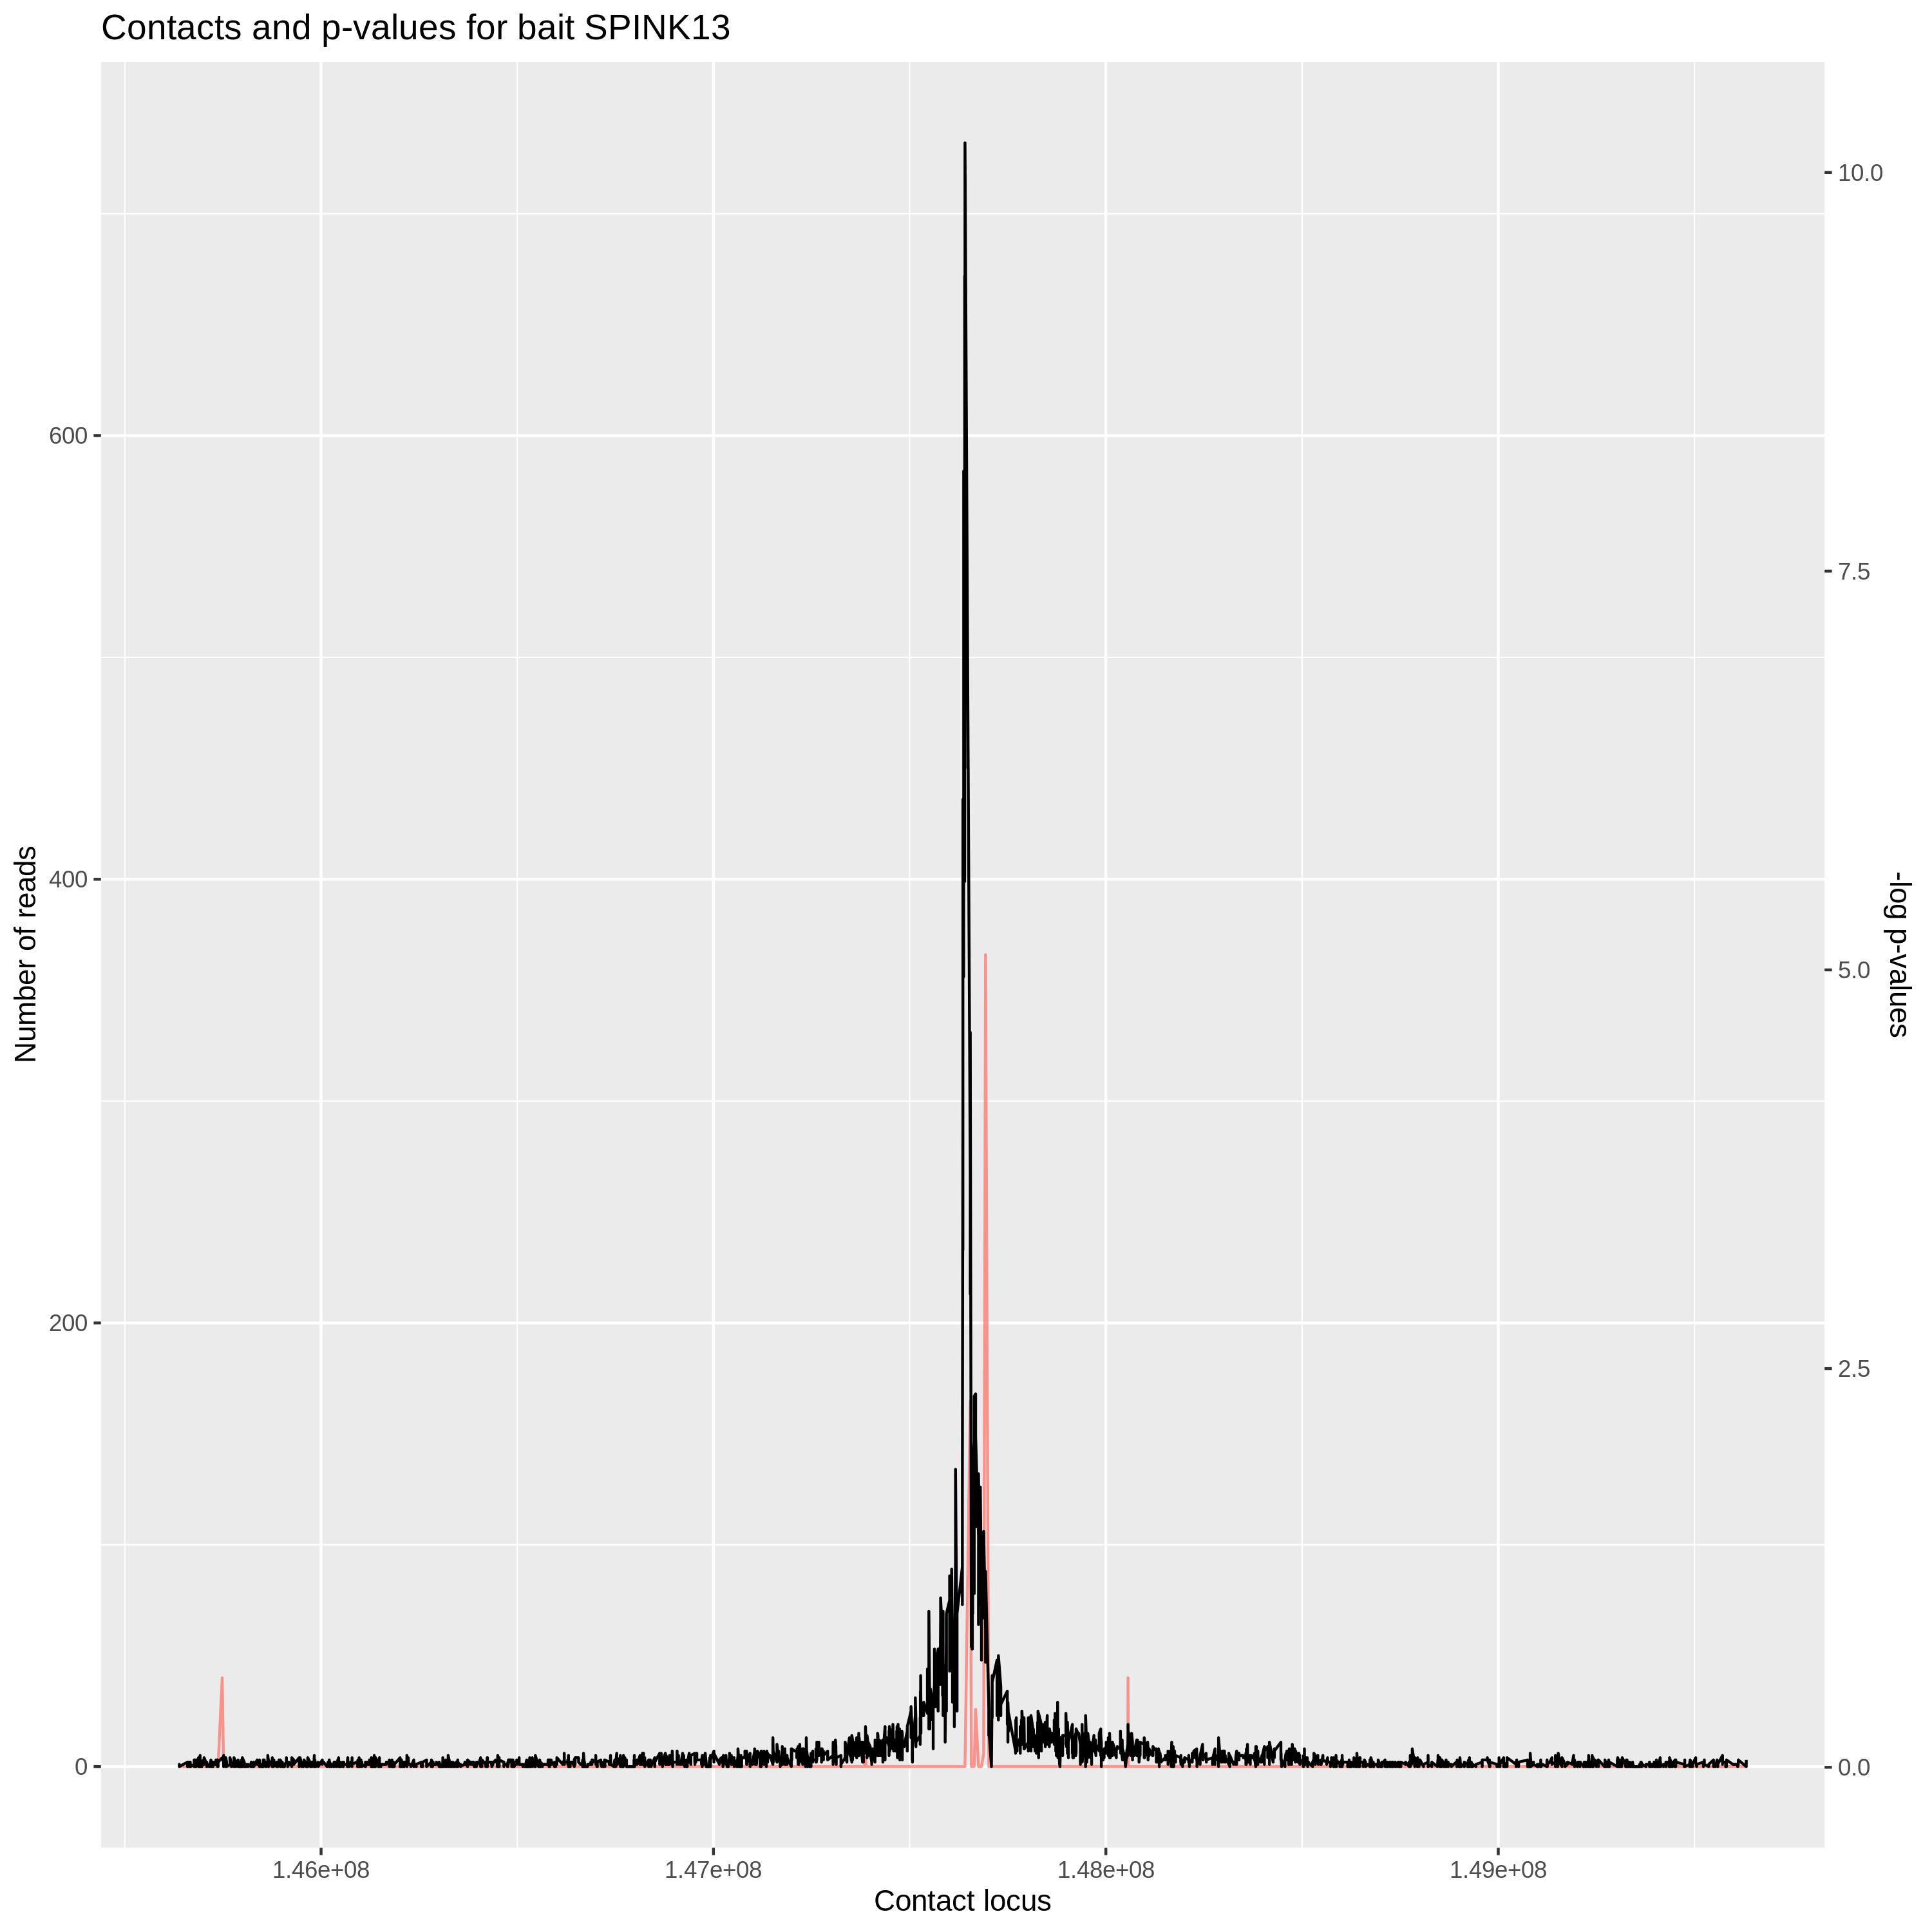 Contacts and p-values for bait SPINK13
Number of reads
600
400
200
0
10.0
7.5
5.0
2.5
0.0
-log p-values
1.46e+08
1.47e+08
1.48e+08
1.49e+08
Contact locus